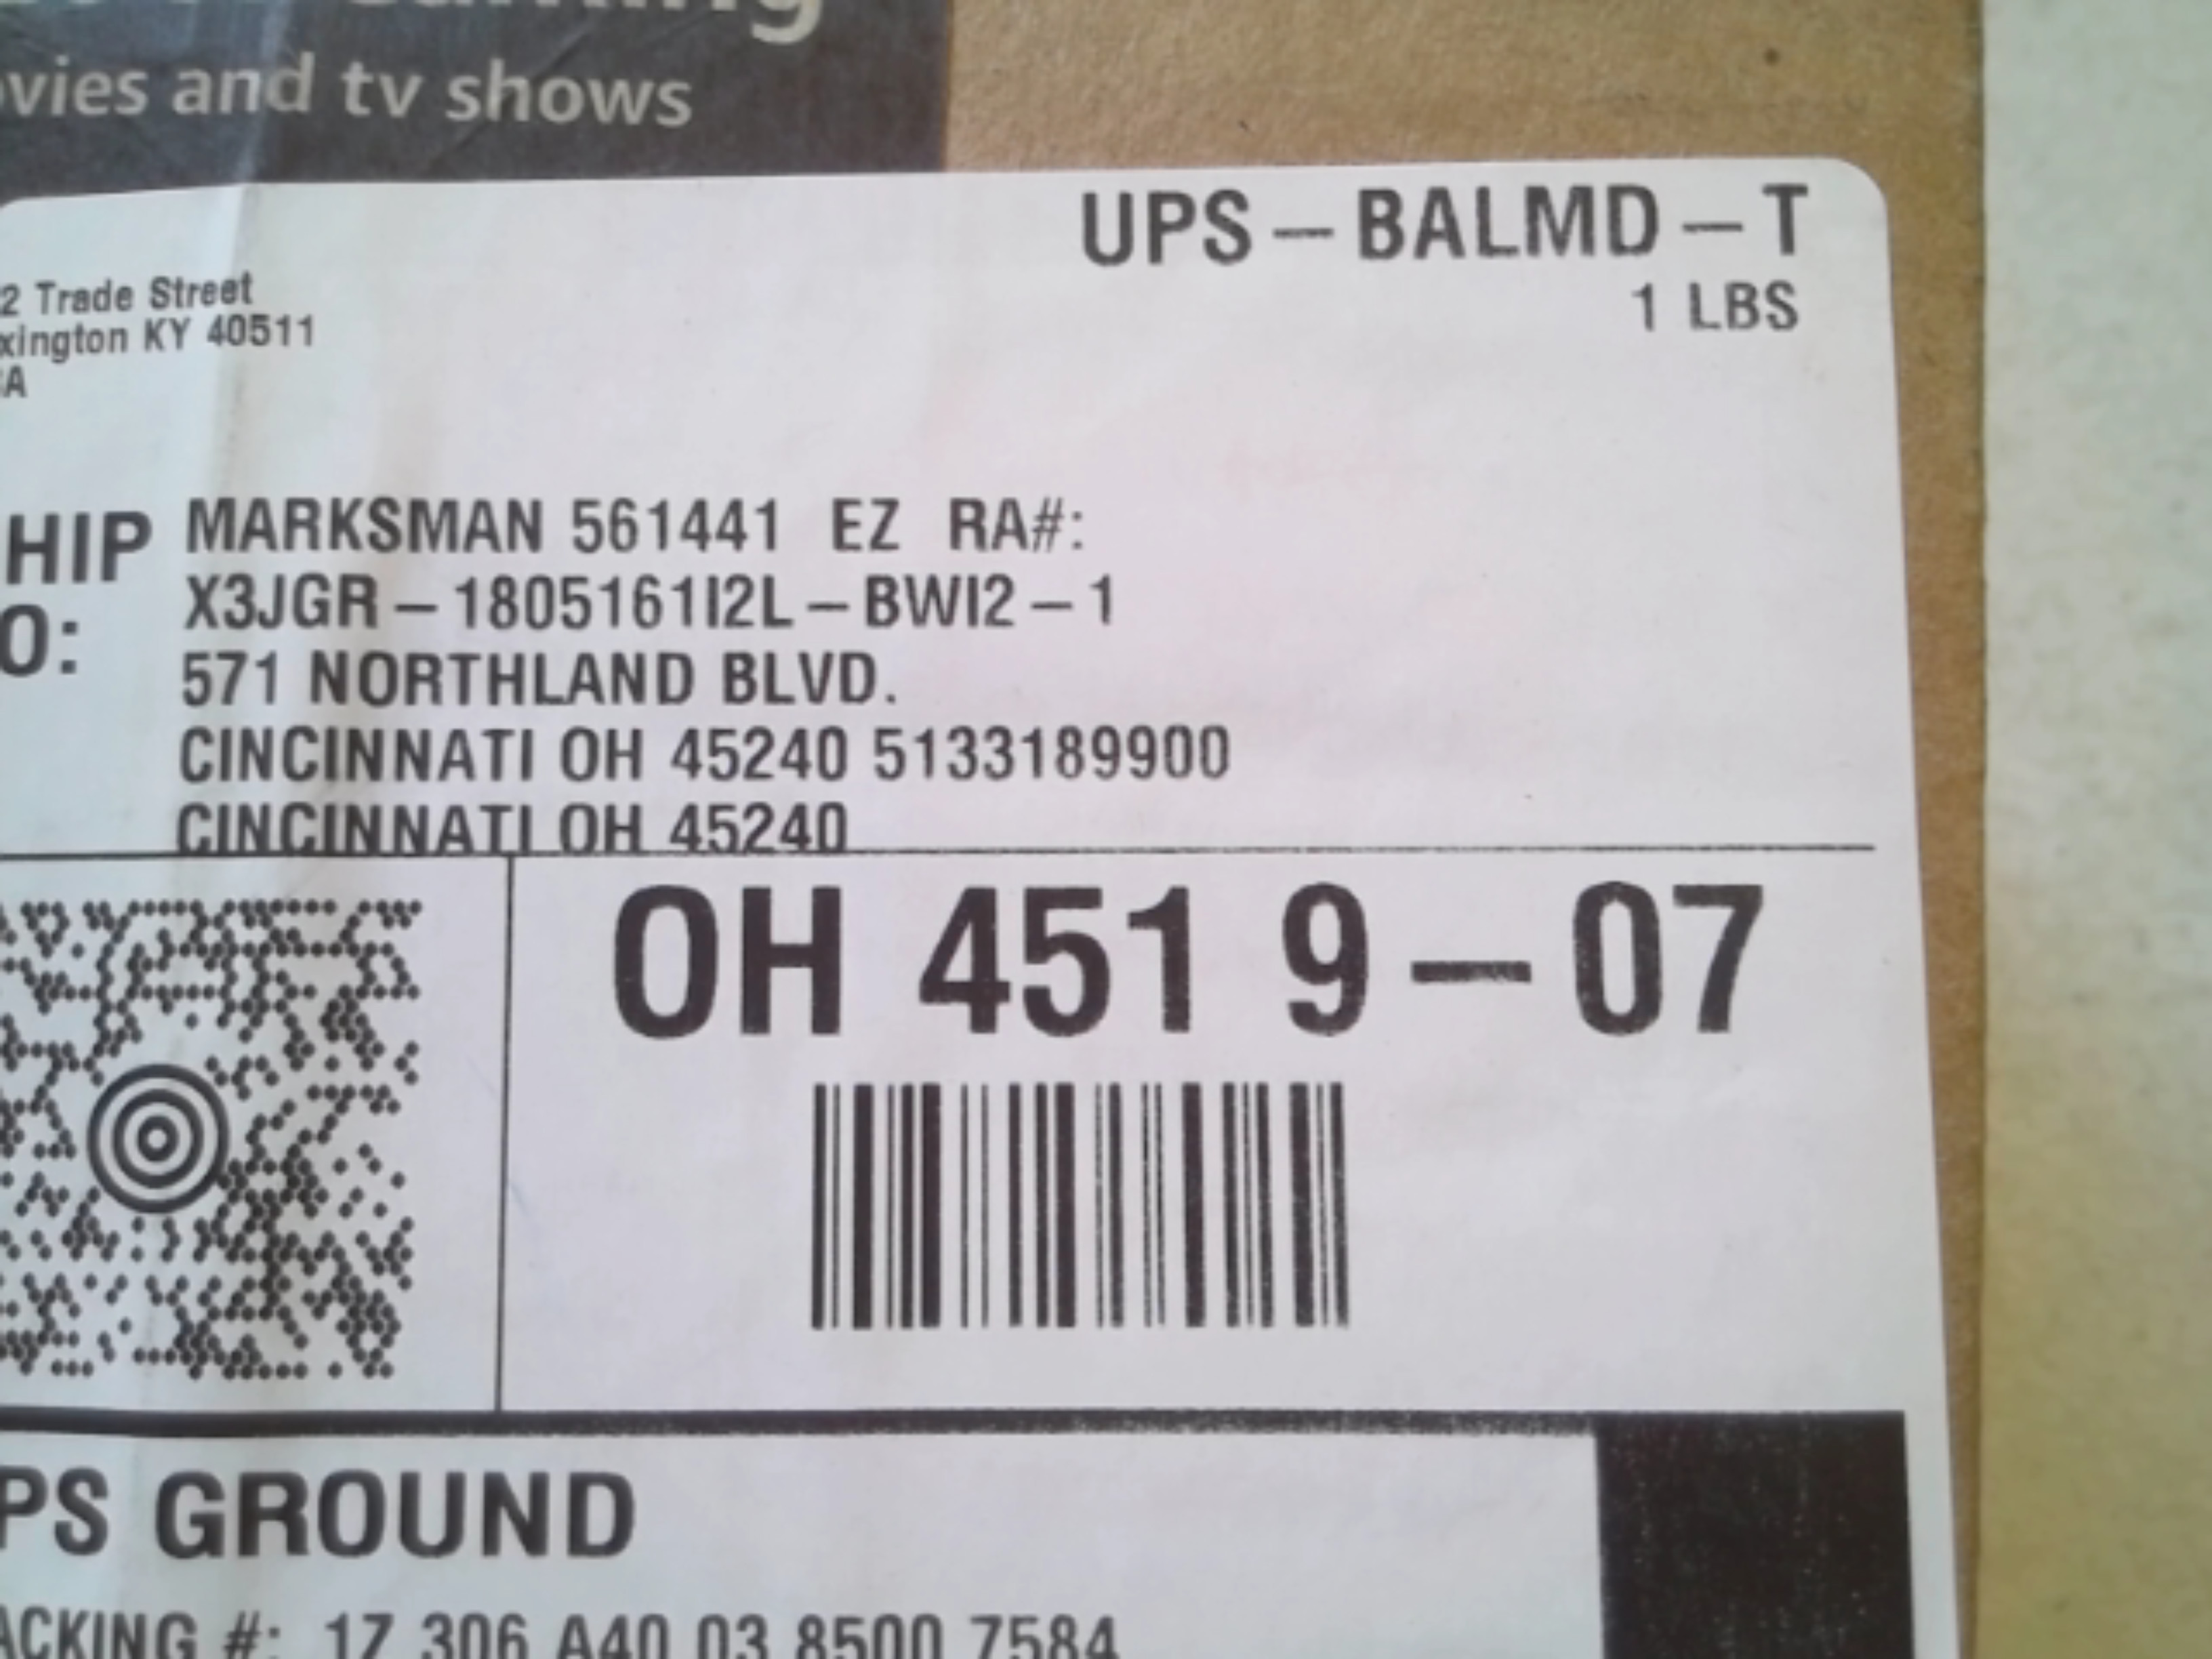 vies and tv shows
UPS – BALMD – T
1 LBS
2 Trade Street
xington KY 40511
A
HIP
O:
MARKSMAN 561441 EZ RA#:
X3JGR – 1805161I2L – BWI2 – 1
571 NORTHLAND BLVD.
CINCINNATI OH 45240 5133189900
CINCINNATI OH 45240
OH 451 9 – 07
PS GROUND
ACKING #: 1Z 306 A40 03 8500 7584